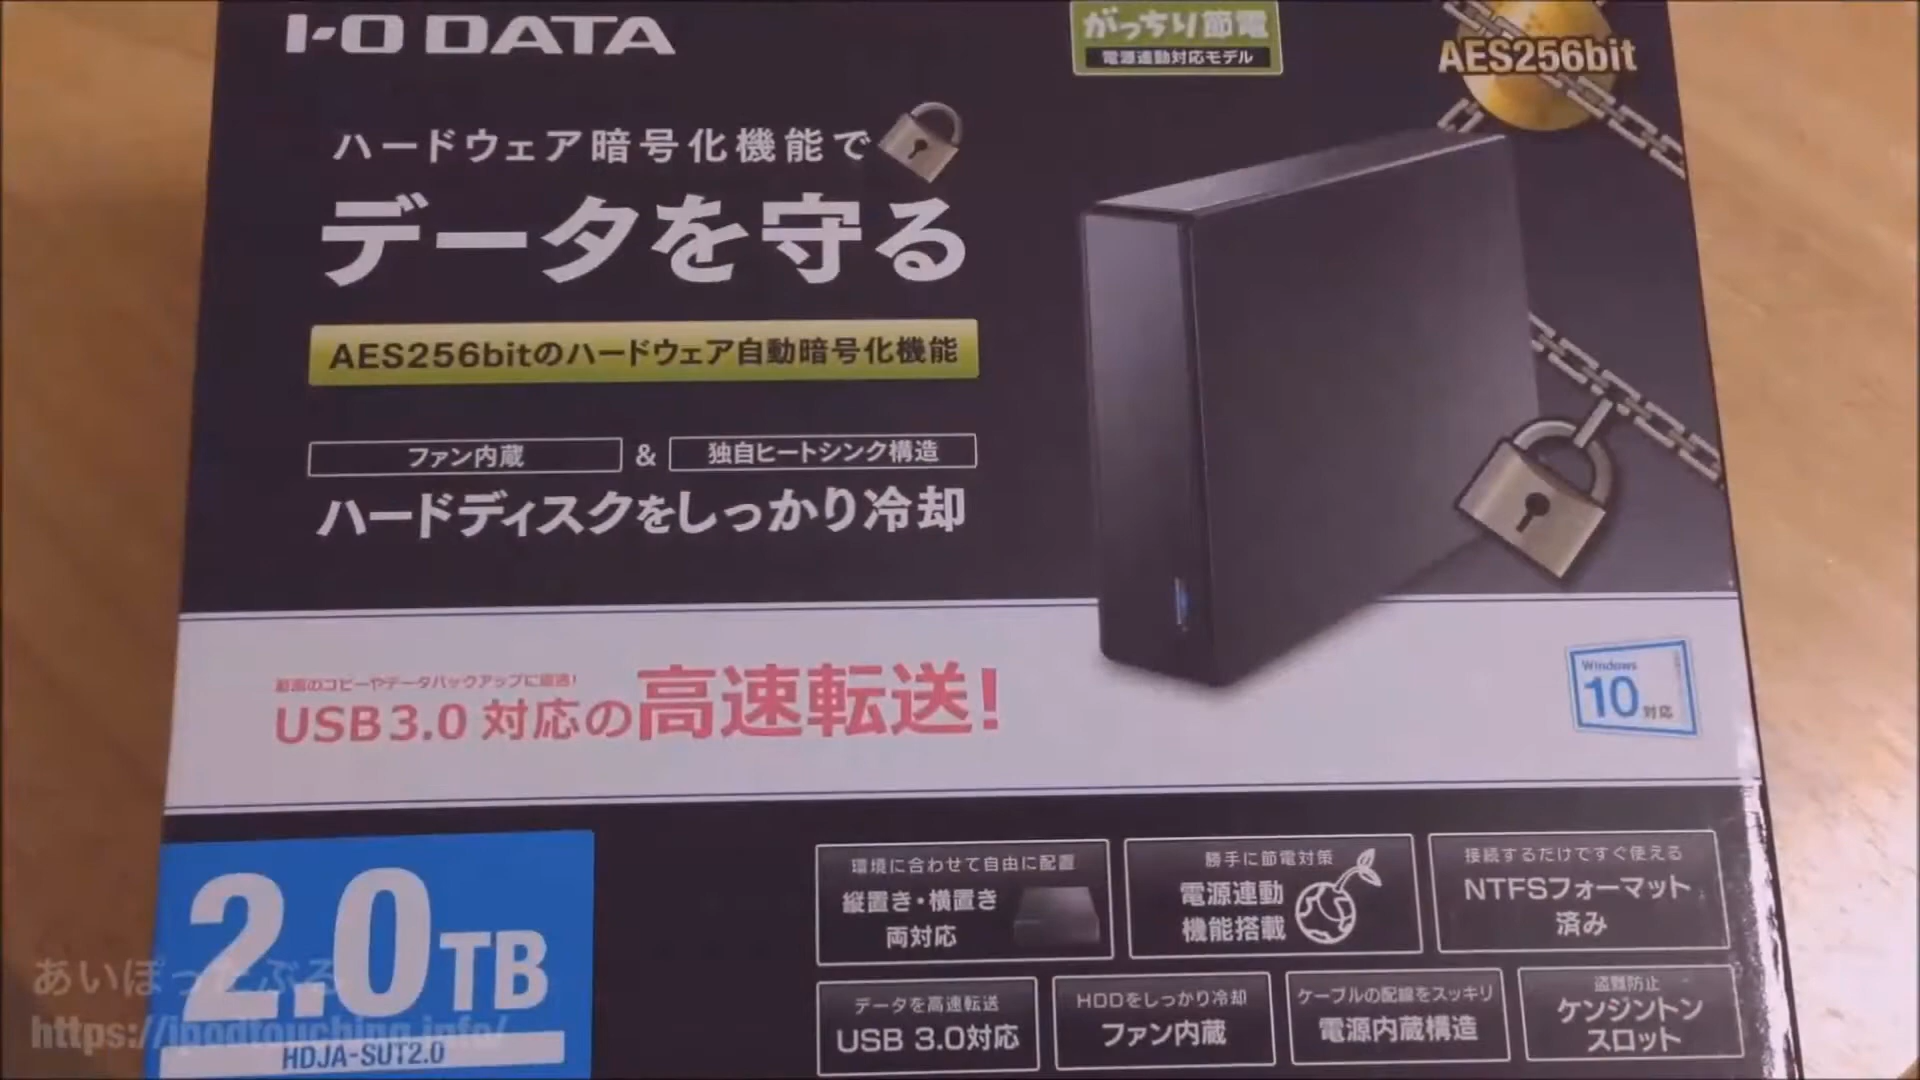 I-O DATA
がっちり節電
電源連動対応モデル
AES256bit
ハードウェア暗号化機能で
データを守る
AES256bitのハードウェア自動暗号化機能
ファン内蔵 & 独自ヒートシンク構造
ハードディスクをしっかり冷却
動画のコピーやデータバックアップに最適!
USB3.0 対応の高速転送!
Windows
10 対応
2.0TB
HDJA-SUT2.0
環境に合わせて自由に配置
縦置き・横置き
両対応
勝手に節電対策
電源連動
機能搭載
接続するだけですぐ使える
NTFSフォーマット
済み
データを高速転送
USB 3.0対応
HDDをしっかり冷却
ファン内蔵
ケーブルの配線をスッキリ
電源内蔵構造
盗難防止
ケンジントン
スロット
あいぽったぶる
https://ipodtouching.info/